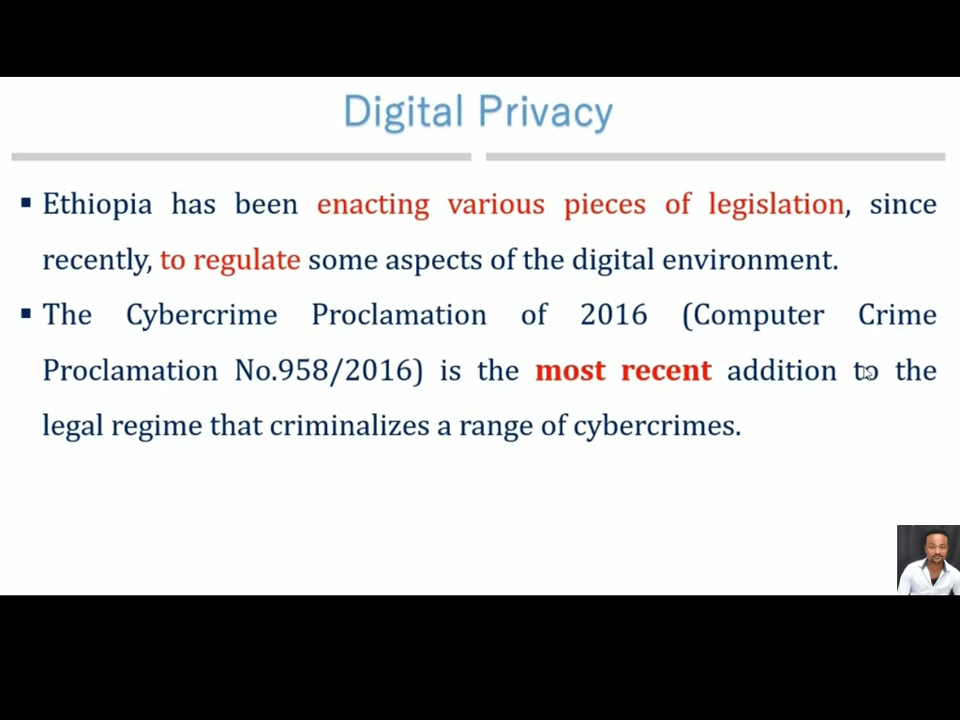 Digital Privacy
▪ Ethiopia has been enacting various pieces of legislation, since
recently, to regulate some aspects of the digital environment.
▪ The Cybercrime Proclamation of 2016 (Computer Crime
Proclamation No.958/2016) is the most recent addition to the
legal regime that criminalizes a range of cybercrimes.